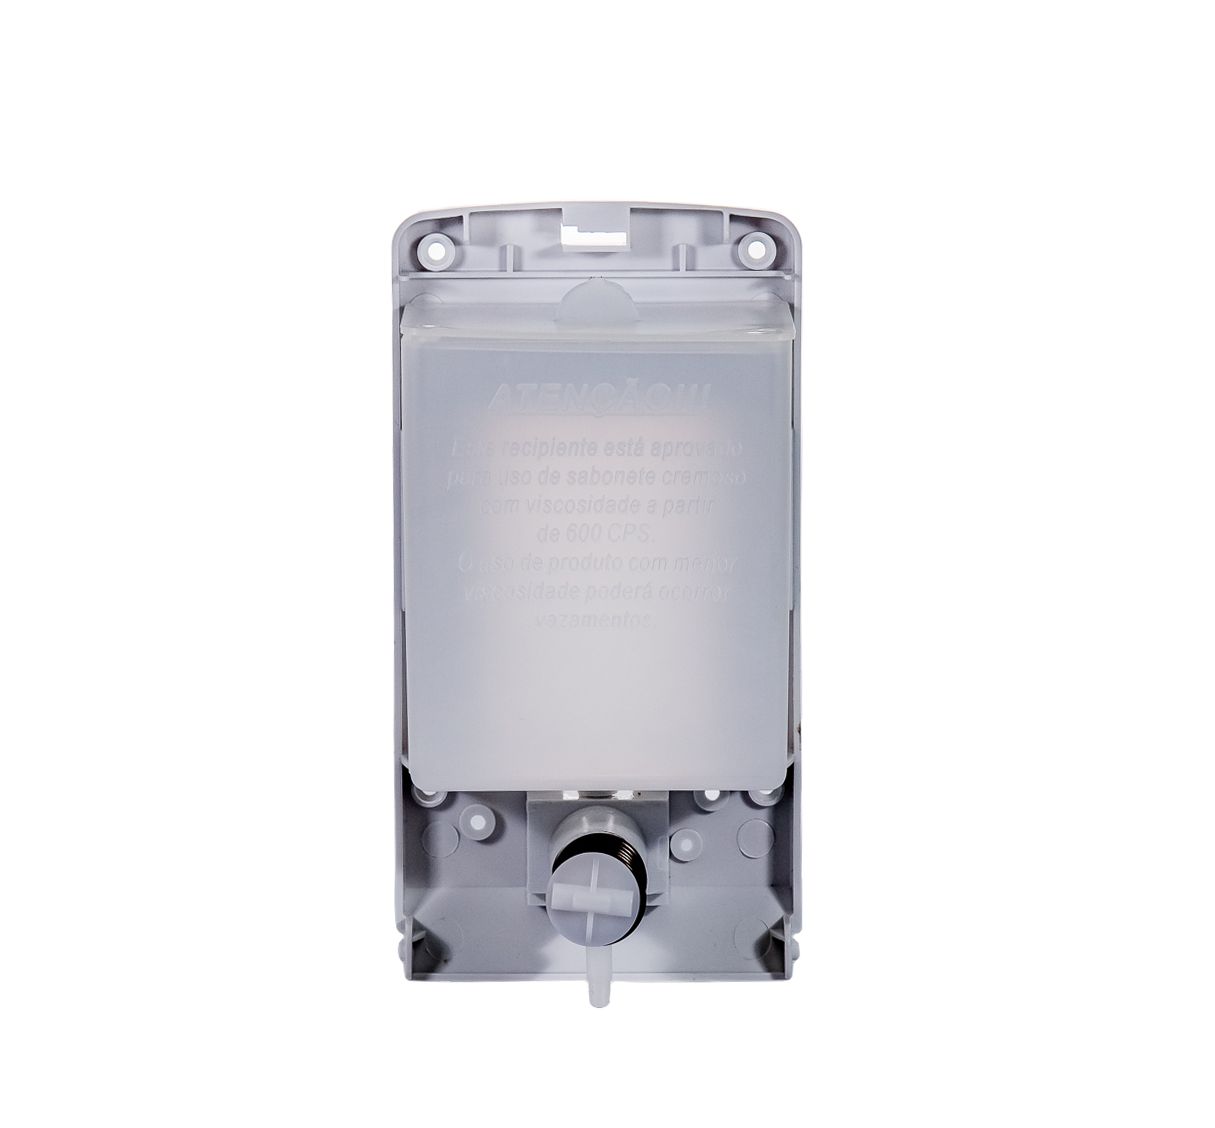 ATENÇÃO!!!
Este recipiente está aprovado
para uso de sabonete cremoso
com viscosidade a partir
de 600 CPS.
O uso de produto com menor
viscosidade poderá ocorrer
vazamentos.